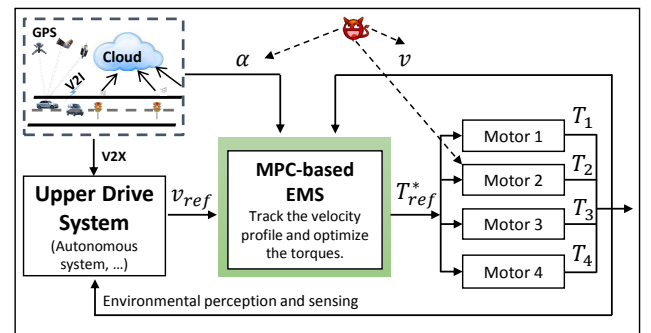 GPS
Cloud
V2I
α
v
V2X
Upper Drive
System
(Autonomous
system, ...)
v_ref
MPC-based
EMS
Track the velocity
profile and optimize
the torques.
T*_ref
Motor 1
T_1
Motor 2
T_2
Motor 3
T_3
Motor 4
T_4
Environmental perception and sensing